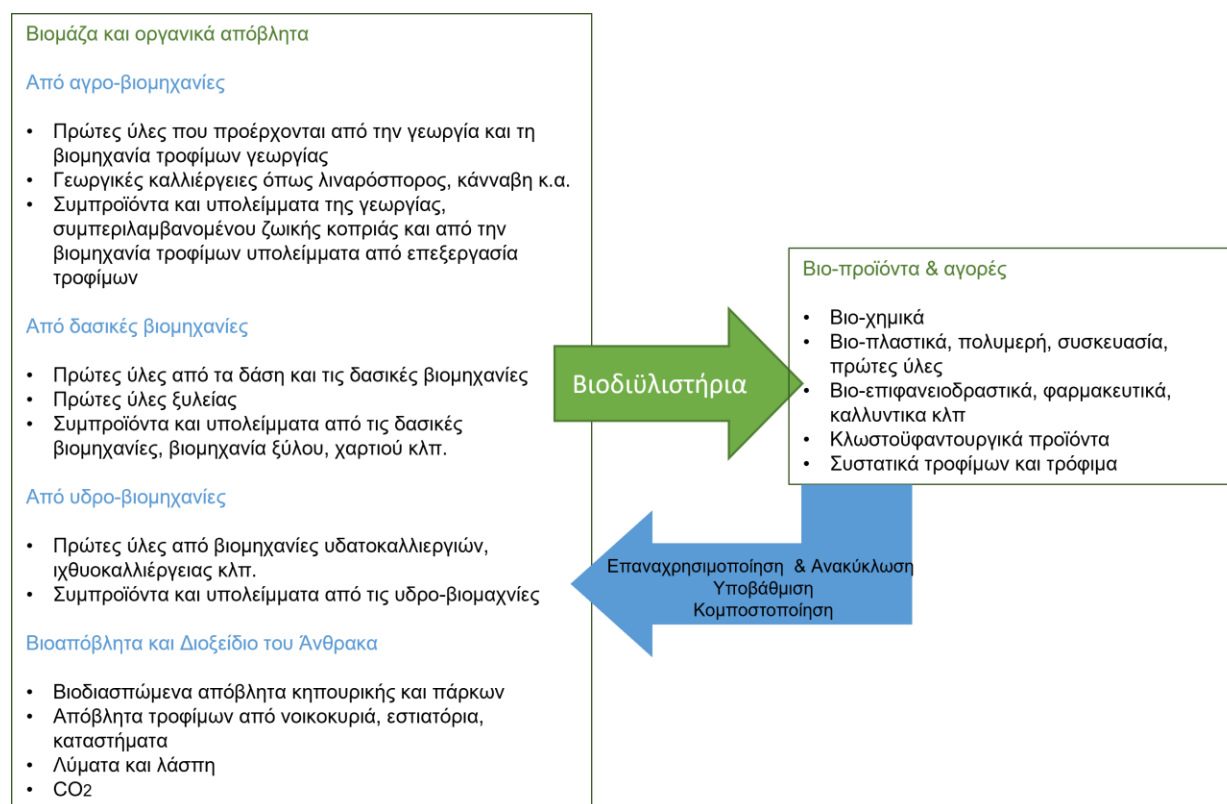 Βιομάζα και οργανικά απόβλητα
Από αγρο-βιομηχανίες
• Πρώτες ύλες που προέρχονται από την γεωργία και τη
βιομηχανία τροφίμων γεωργίας
• Γεωργικές καλλιέργειες όπως λιναρόσπορος, κάνναβη κ.α.
• Συμπροϊόντα και υπολείμματα της γεωργίας,
συμπεριλαμβανομένου ζωικής κοπριάς και από την
βιομηχανία τροφίμων υπολείμματα από επεξεργασία
τροφίμων
Από δασικές βιομηχανίες
• Πρώτες ύλες από τα δάση και τις δασικές βιομηχανίες
• Πρώτες ύλες ξυλείας
• Συμπροϊόντα και υπολείμματα από τις δασικές
βιομηχανίες, βιομηχανία ξύλου, χαρτιού κλπ.
Από υδρο-βιομηχανίες
• Πρώτες ύλες από βιομηχανίες υδατοκαλλιεργιών,
ιχθυοκαλλιέργειας κλπ.
• Συμπροϊόντα και υπολείμματα από τις υδρο-βιομαχνίες
Βιοαπόβλητα και Διοξείδιο του Άνθρακα
• Βιοδιασπώμενα απόβλητα κηπουρικής και πάρκων
• Απόβλητα τροφίμων από νοικοκυριά, εστιατόρια,
καταστήματα
• Λύματα και λάσπη
• CO2
Βιοδιϋλιστήρια
Βιο-προϊόντα & αγορές
• Βιο-χημικά
• Βιο-πλαστικά, πολυμερή, συσκευασία,
πρώτες ύλες
• Βιο-επιφανειοδραστικά, φαρμακευτικά,
καλλυντικα κλπ
• Κλωστοϋφαντουργικά προϊόντα
• Συστατικά τροφίμων και τρόφιμα
Επαναχρησιμοποίηση & Ανακύκλωση
Υποβάθμιση
Κομποστοποίηση